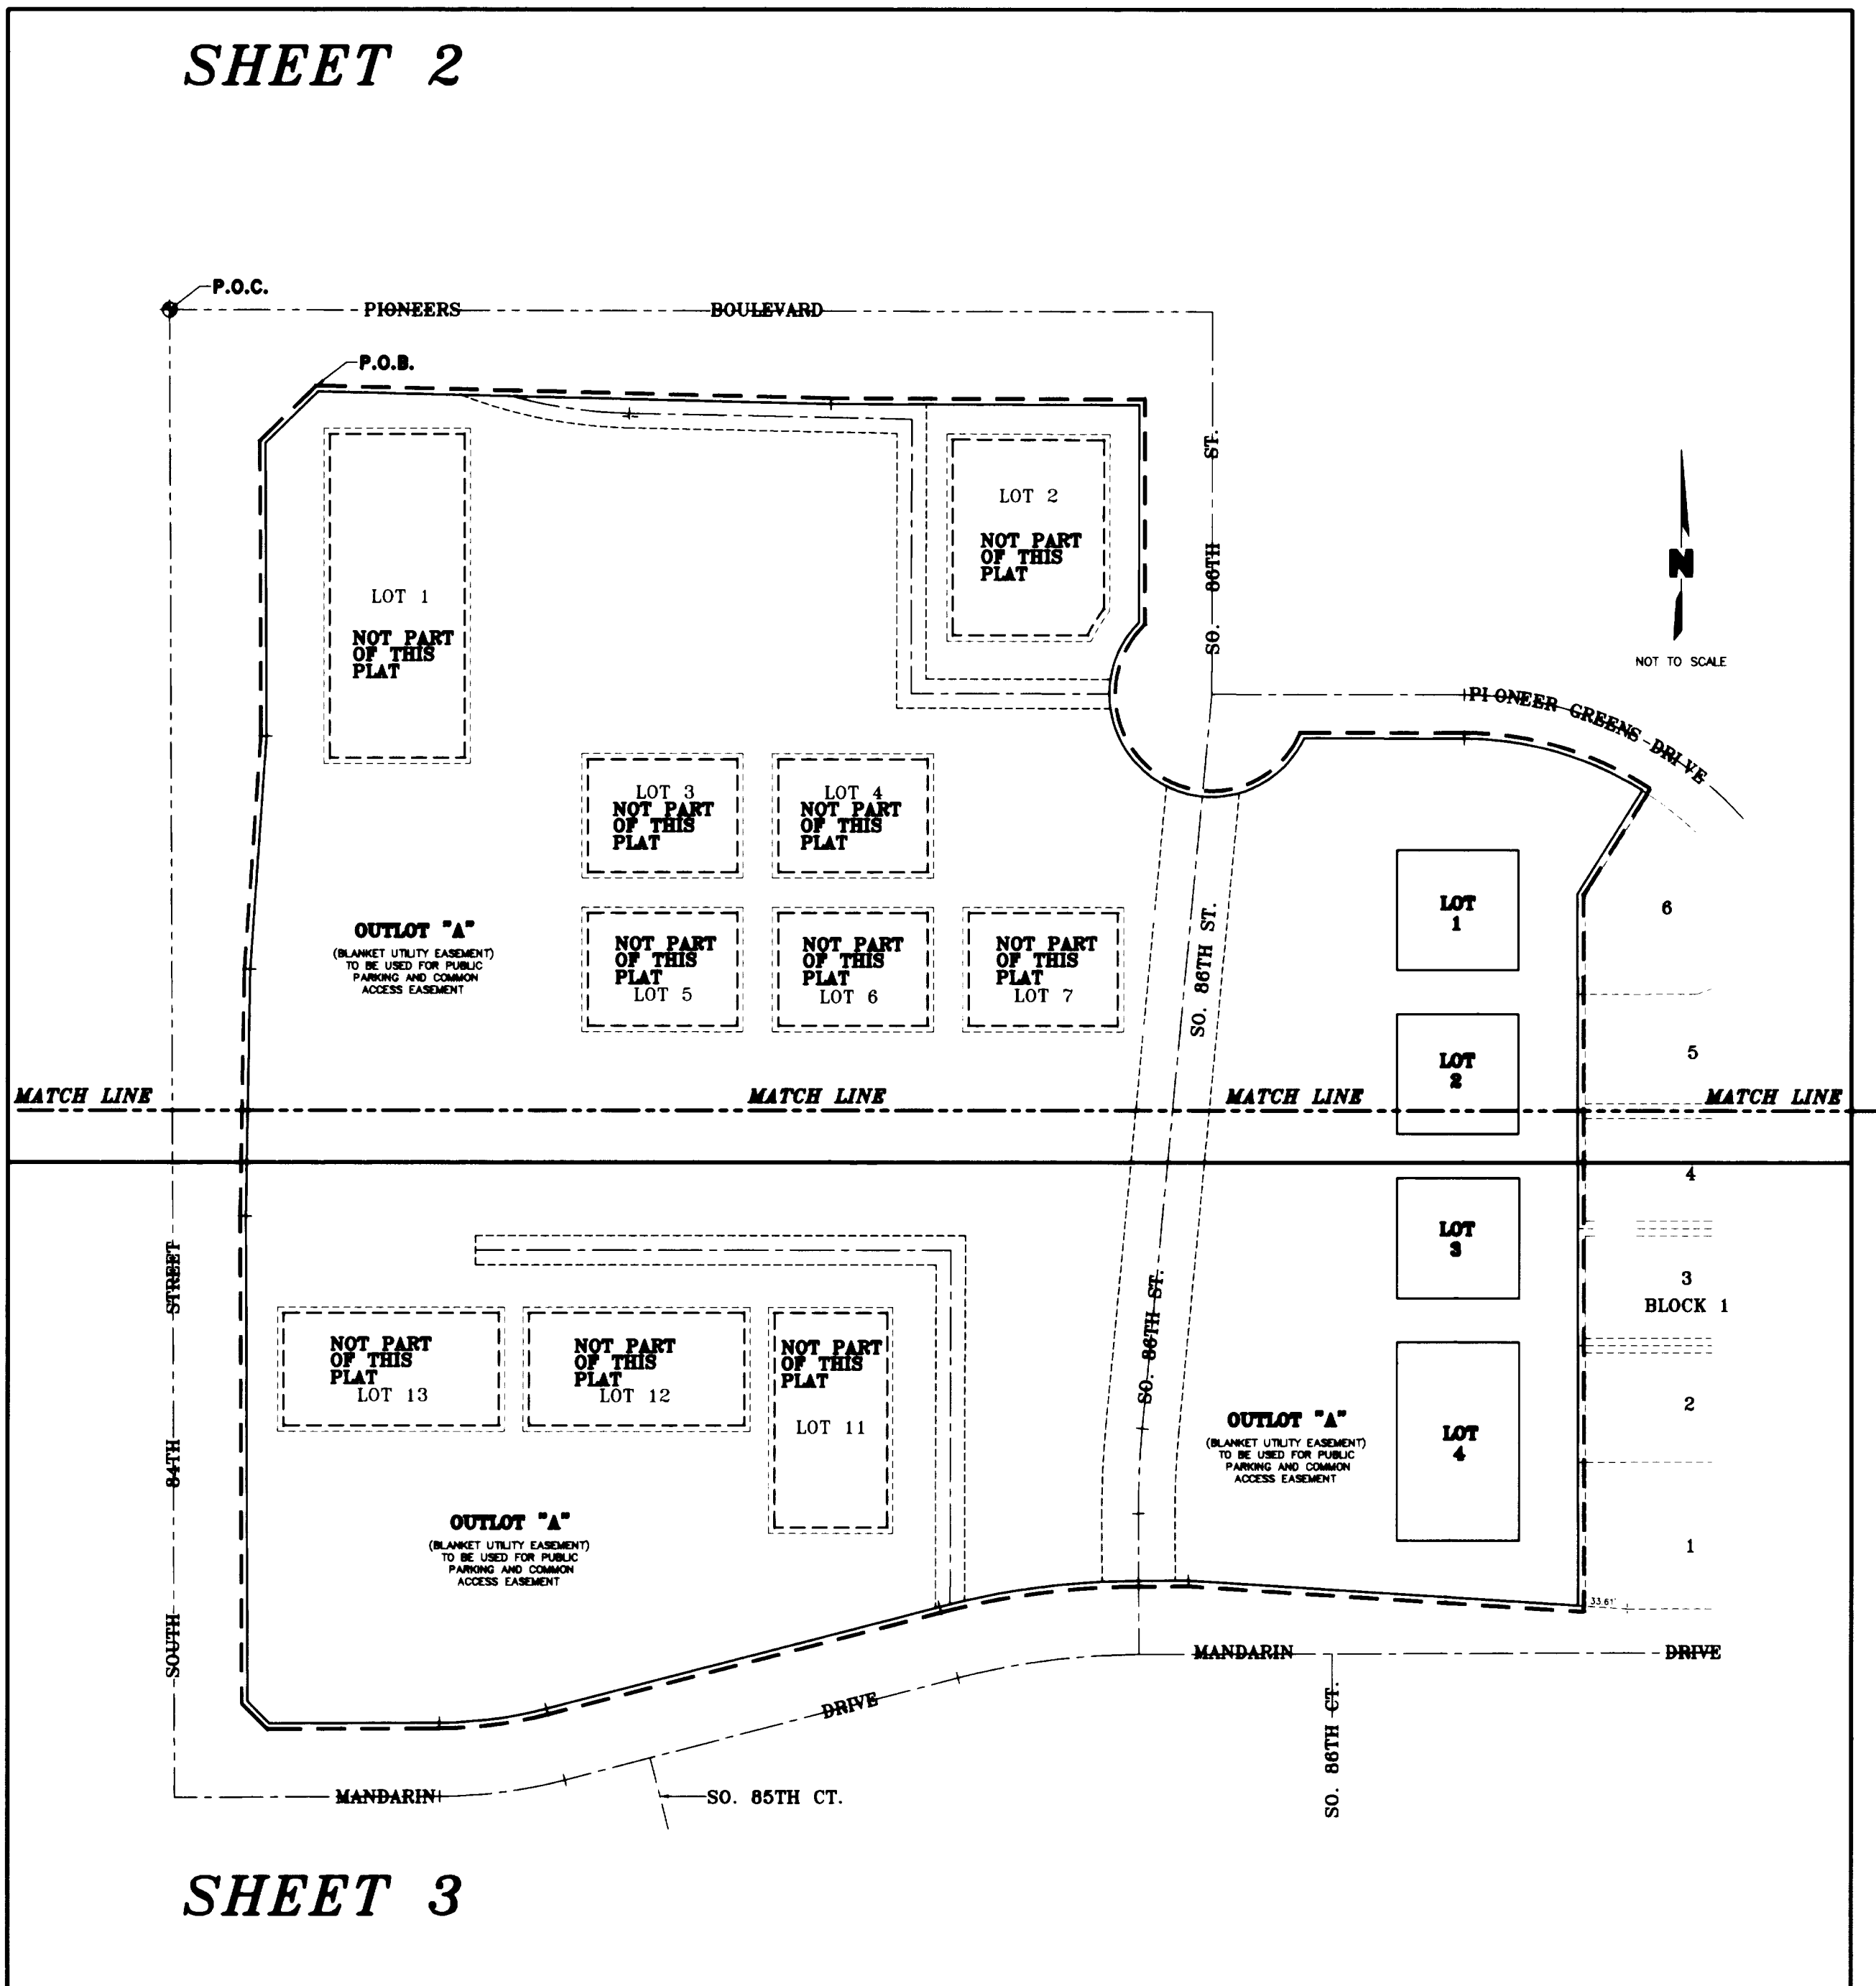 SHEET 2
P.O.C.
PIONEERS BOULEVARD
P.O.B.
SO. 86TH ST.
LOT 2
NOT PART
OF THIS
PLAT
N
NOT TO SCALE
LOT 1
NOT PART
OF THIS
PLAT
PIONEER GREENS DRIVE
LOT 3
NOT PART
OF THIS
PLAT
LOT 4
NOT PART
OF THIS
PLAT
LOT
1
6
OUTLOT "A"
(BLANKET UTILITY EASEMENT)
TO BE USED FOR PUBLIC
PARKING AND COMMON
ACCESS EASEMENT
NOT PART
OF THIS
PLAT
LOT 5
NOT PART
OF THIS
PLAT
LOT 6
NOT PART
OF THIS
PLAT
LOT 7
SO. 86TH ST.
LOT
2
5
MATCH LINE
MATCH LINE
MATCH LINE
MATCH LINE
4
LOT
3
3
BLOCK 1
SOUTH 84TH STREET
NOT PART
OF THIS
PLAT
LOT 13
NOT PART
OF THIS
PLAT
LOT 12
NOT PART
OF THIS
PLAT
LOT 11
SO. 86TH ST.
OUTLOT "A"
(BLANKET UTILITY EASEMENT)
TO BE USED FOR PUBLIC
PARKING AND COMMON
ACCESS EASEMENT
LOT
4
2
OUTLOT "A"
(BLANKET UTILITY EASEMENT)
TO BE USED FOR PUBLIC
PARKING AND COMMON
ACCESS EASEMENT
1
33.61'
MANDARIN DRIVE
DRIVE
SO. 86TH CT.
MANDARIN
SO. 85TH CT.
SHEET 3